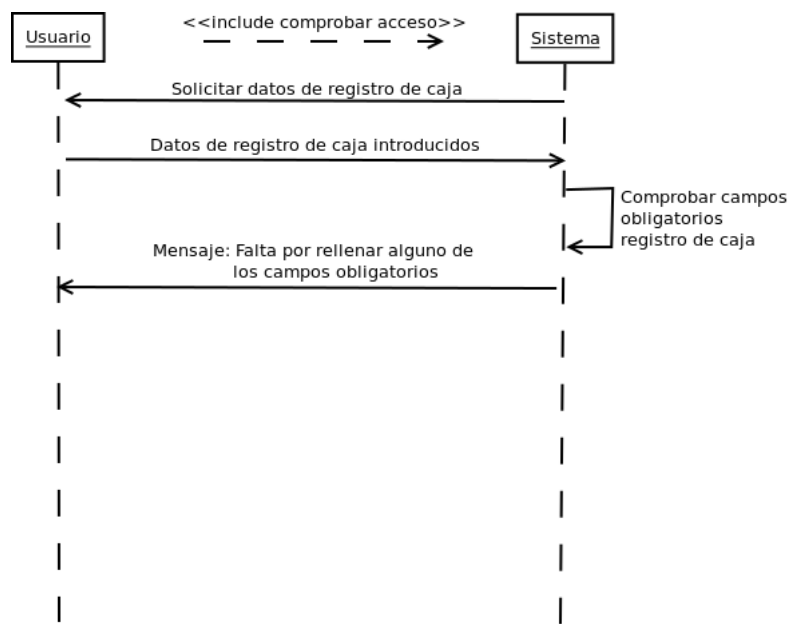 <<include comprobar acceso>>
Usuario
Sistema
Solicitar datos de registro de caja
Datos de registro de caja introducidos
Comprobar campos
obligatorios
registro de caja
Mensaje: Falta por rellenar alguno de
los campos obligatorios